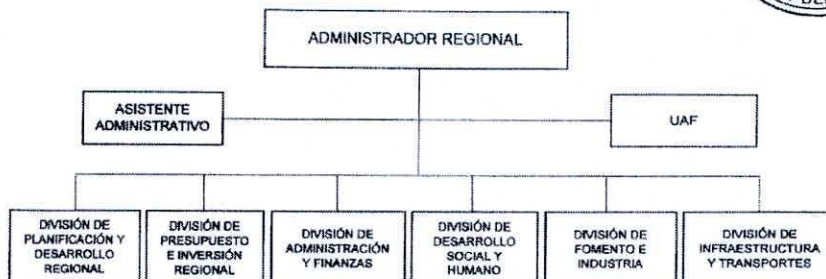 ADMINISTRADOR REGIONAL
ASISTENTE
ADMINISTRATIVO
UAF
DIVISIÓN DE
PLANIFICACIÓN Y
DESARROLLO
REGIONAL
DIVISIÓN DE
PRESUPUESTO
E INVERSIÓN
REGIONAL
DIVISIÓN DE
ADMINISTRACIÓN
Y FINANZAS
DIVISIÓN DE
DESARROLLO
SOCIAL Y
HUMANO
DIVISIÓN DE
FOMENTO E
INDUSTRIA
DIVISIÓN DE
INFRAESTRUCTURA
Y TRANSPORTES